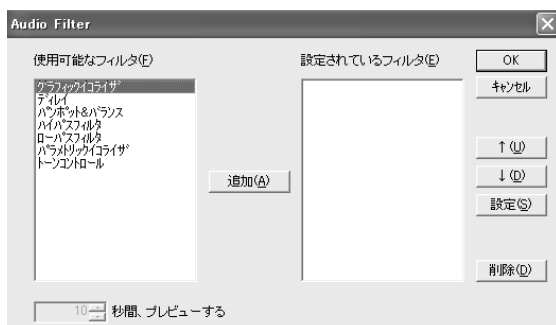 Audio Filter
使用可能なフィルタ(F)
設定されているフィルタ(E)
OK
キャンセル
グラフィックイコライザ
ディレイ
パンポット&バランス
ハイパスフィルタ
ローパスフィルタ
パラメトリックイコライザ
トーンコントロール
追加(A)
↑(U)
↓(D)
設定(S)
削除(D)
10 秒間、プレビューする